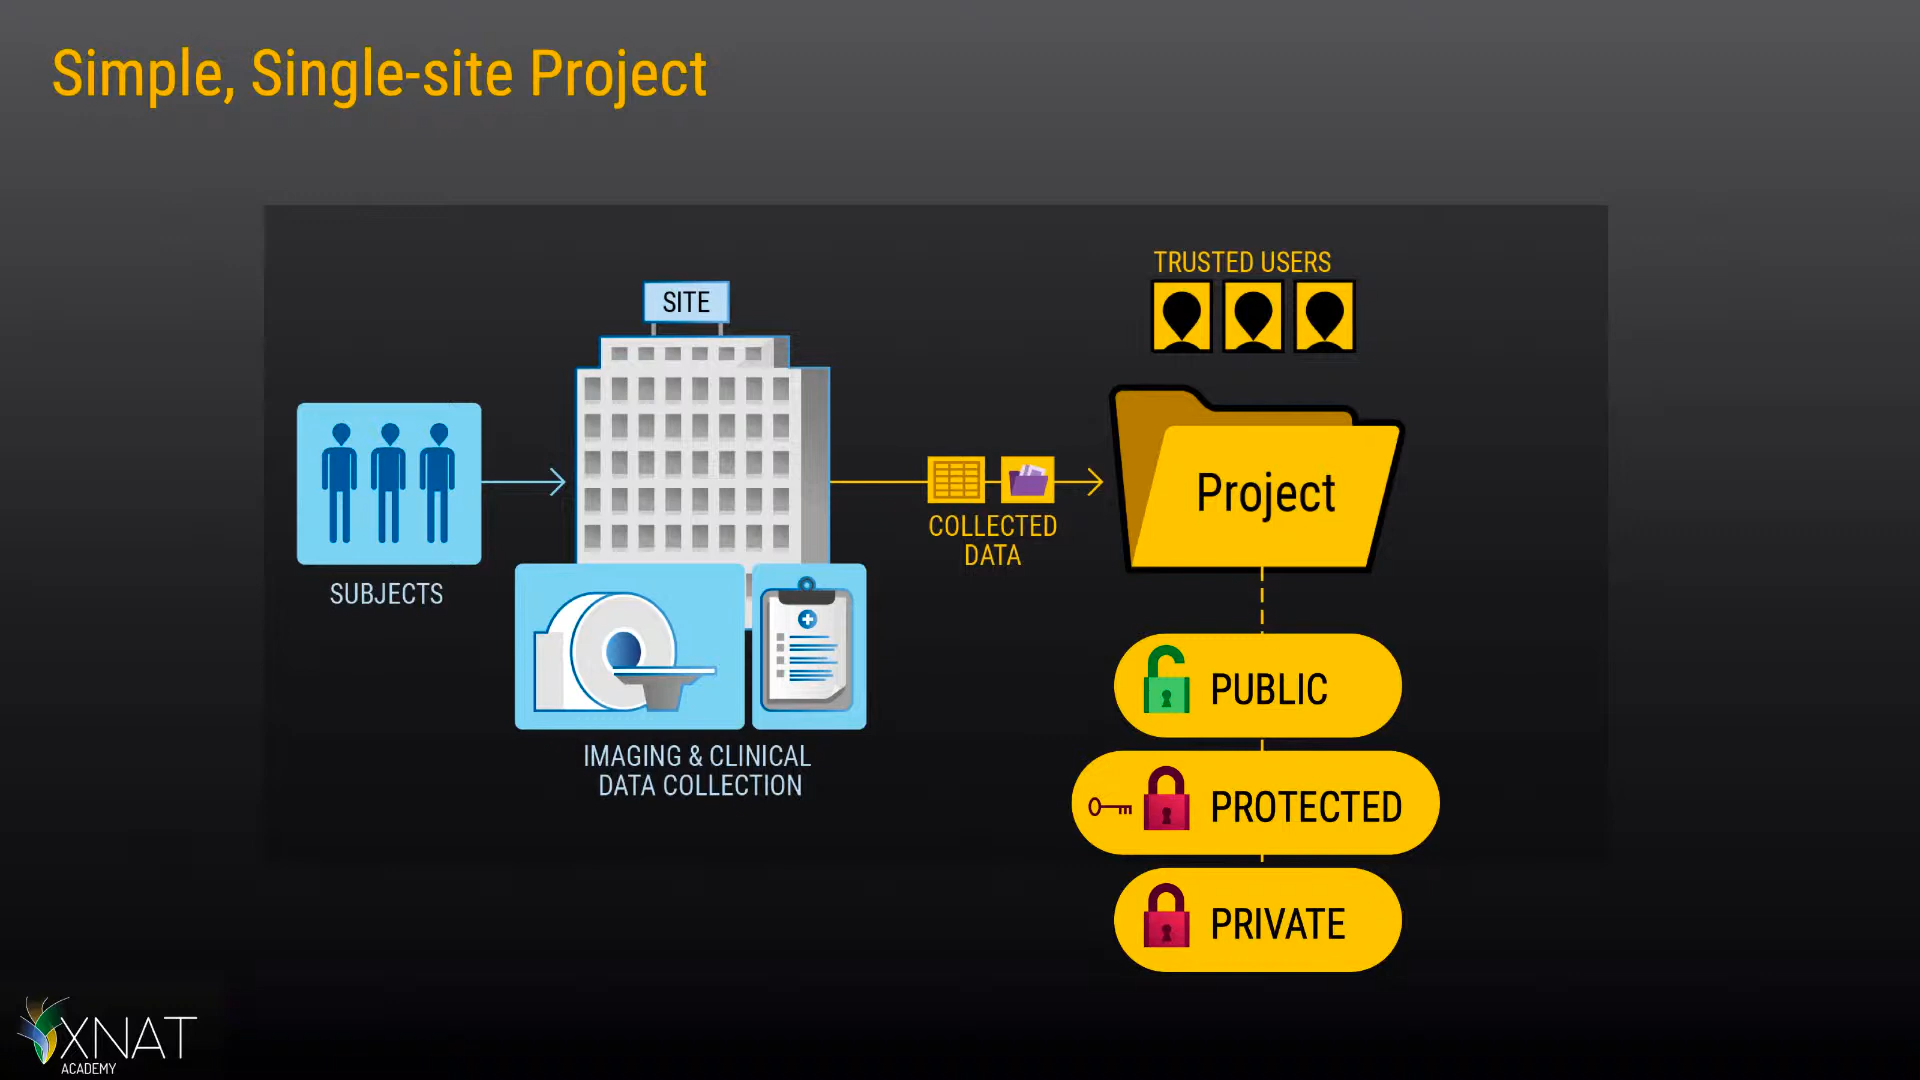 Simple, Single-site Project
TRUSTED USERS
SITE
Project
COLLECTED
DATA
SUBJECTS
IMAGING & CLINICAL
DATA COLLECTION
PUBLIC
PROTECTED
PRIVATE
XNAT
ACADEMY